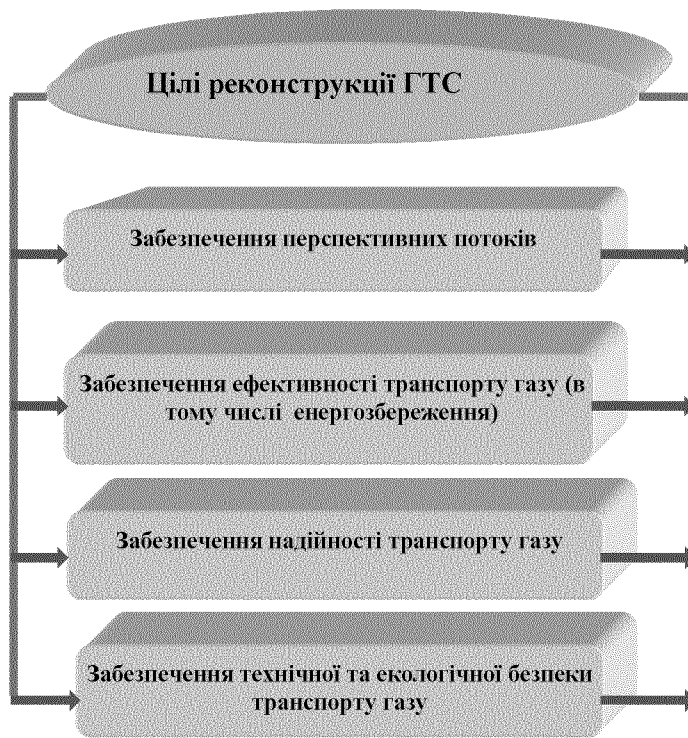 Цілі реконструкції ГТС
Забезпечення перспективних потоків
Забезпечення ефективності транспорту газу (в
тому числі енергозбереження)
Забезпечення надійності транспорту газу
Забезпечення технічної та екологічної безпеки
транспорту газу